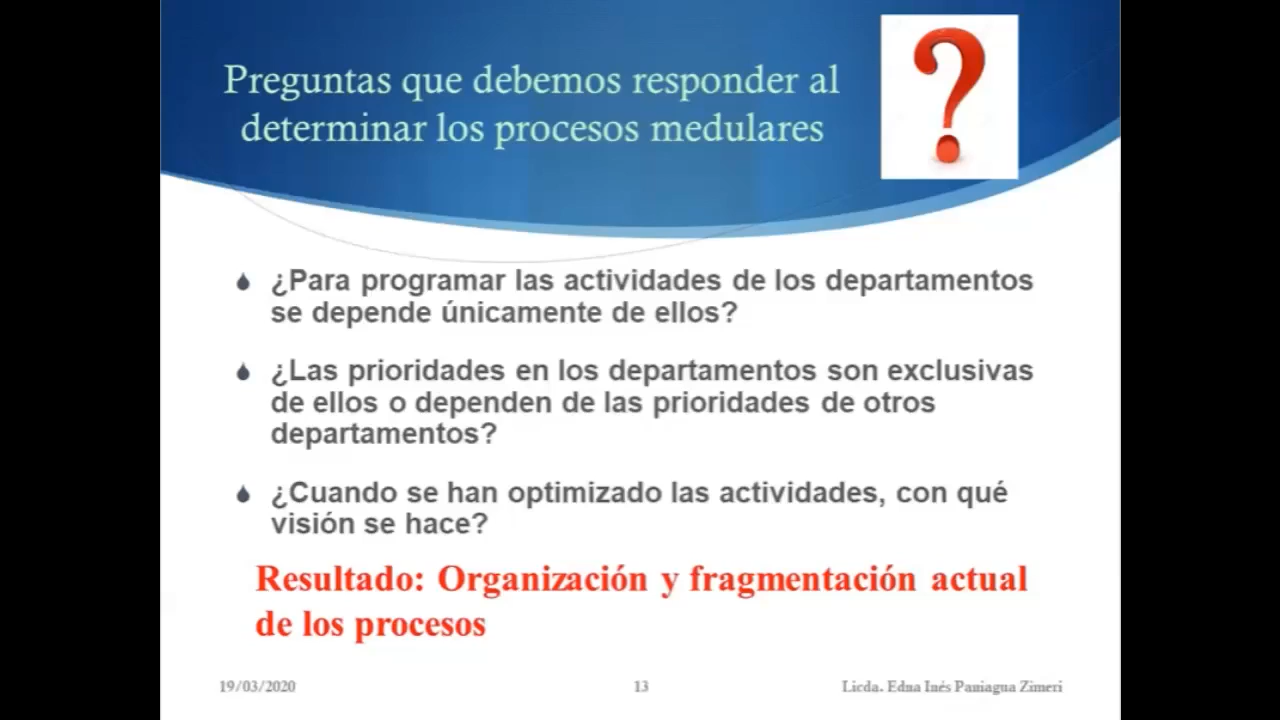 Preguntas que debemos responder al
determinar los procesos medulares
¿Para programar las actividades de los departamentos
se depende únicamente de ellos?
¿Las prioridades en los departamentos son exclusivas
de ellos o dependen de las prioridades de otros
departamentos?
¿Cuando se han optimizado las actividades, con qué
visión se hace?
Resultado: Organización y fragmentación actual
de los procesos
19/03/2020
13
Licda. Edna Inés Paniagua Zimeri